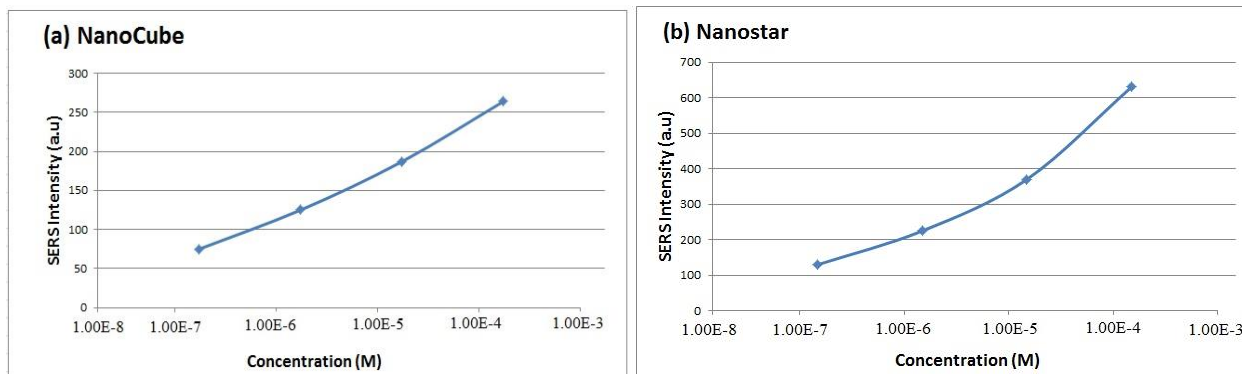 (a) NanoCube
SERS Intensity (a.u)
300
250
200
150
100
50
0
1.00E-8 1.00E-7 1.00E-6 1.00E-5 1.00E-4 1.00E-3
Concentration (M)
(b) Nanostar
SERS Intensity (a.u)
700
600
500
400
300
200
100
0
1.00E-8 1.00E-7 1.00E-6 1.00E-5 1.00E-4 1.00E-3
Concentration (M)